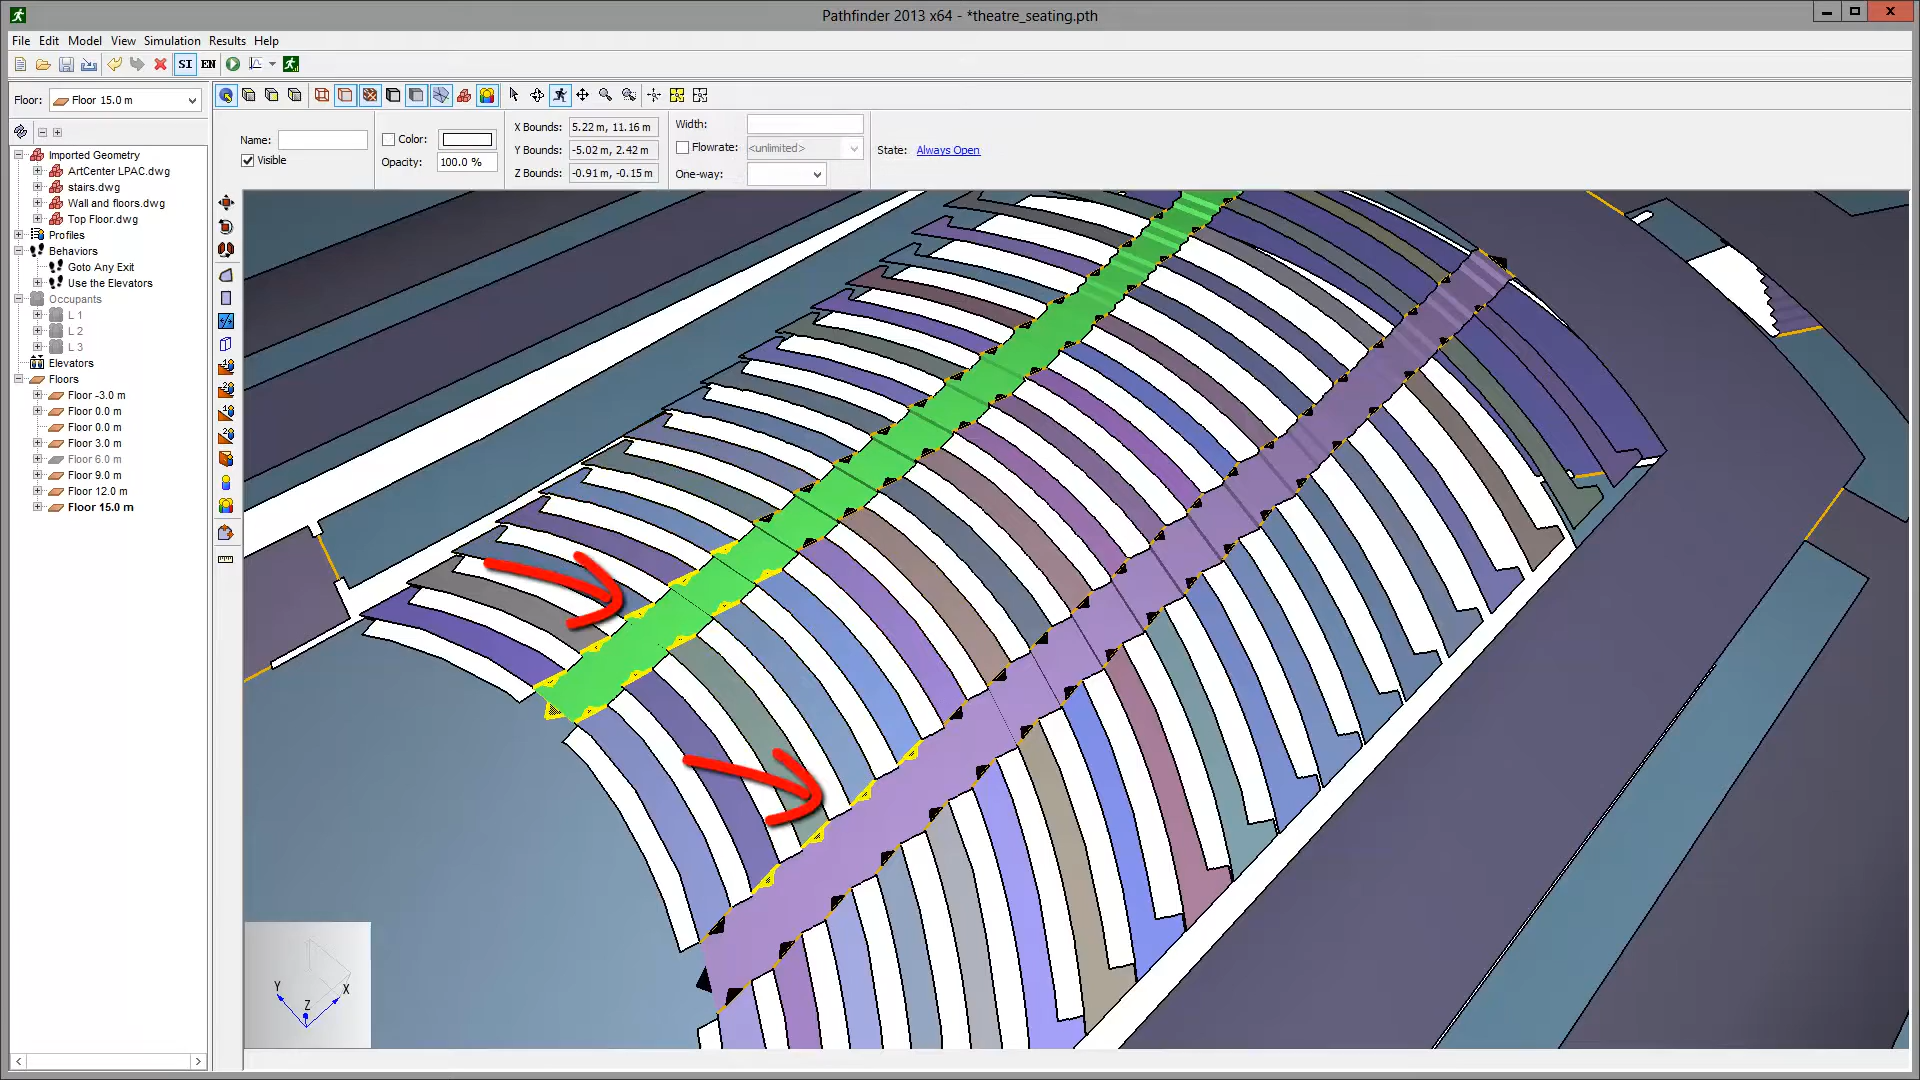 Pathfinder 2013 x64 - *theatre_seating.pth
File Edit Model View Simulation Results Help
SI EN
Floor: Floor 15.0 m
Name:
Visible
Color:
Opacity: 100.0 %
X Bounds: 5.22 m, 11.16 m
Y Bounds: -5.02 m, 2.42 m
Z Bounds: -0.91 m, -0.15 m
Width:
Flowrate: <unlimited>
One-way:
State: Always Open
Imported Geometry
ArtCenter LPAC.dwg
stairs.dwg
Wall and floors.dwg
Top Floor.dwg
Profiles
Behaviors
Goto Any Exit
Use the Elevators
Occupants
L 1
L 2
L 3
Elevators
Floors
Floor -3.0 m
Floor 0.0 m
Floor 0.0 m
Floor 3.0 m
Floor 6.0 m
Floor 9.0 m
Floor 12.0 m
Floor 15.0 m
Y
Z
X